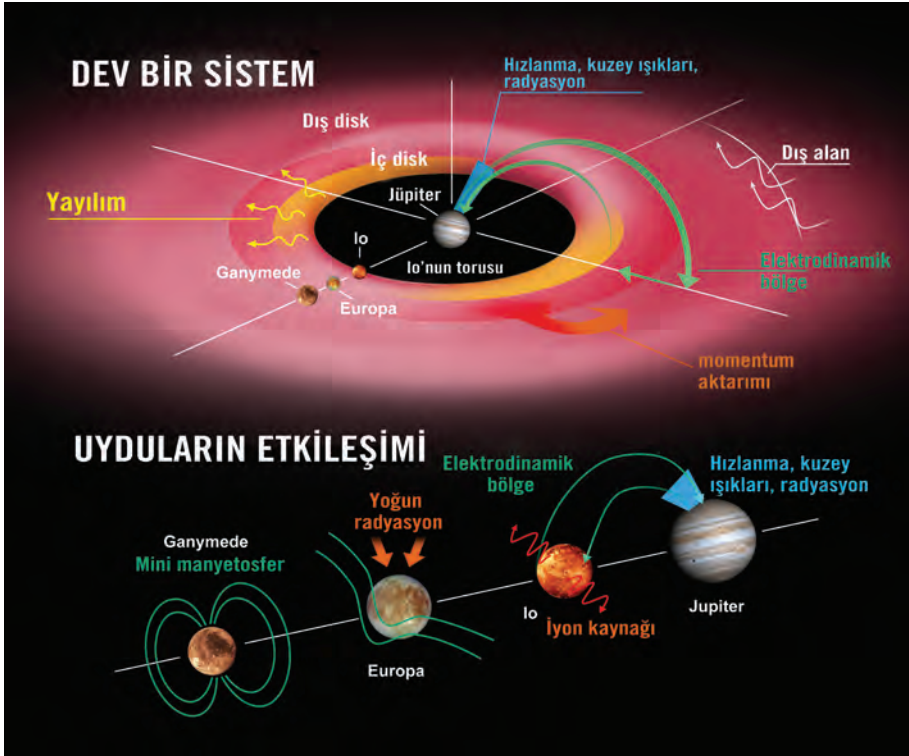 DEV BİR SİSTEM
Hızlanma, kuzey ışıkları,
radyasyon
Dış disk
Dış alan
İç disk
Jüpiter
Yayılım
Io
Io'nun torusu
Ganymede
Elektrodinamik
bölge
Europa
momentum
aktarımı
UYDULARIN ETKİLEŞİMİ
Elektrodinamik
bölge
Hızlanma, kuzey
ışıkları, radyasyon
Yoğun
radyasyon
Ganymede
Mini manyetosfer
Io
Jupiter
İyon kaynağı
Europa